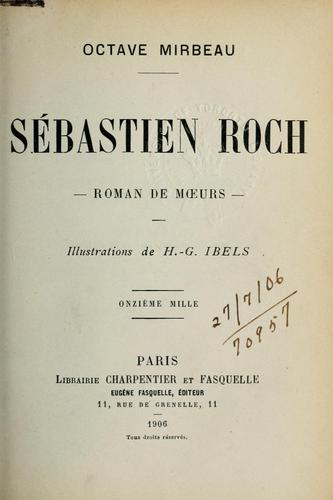 OCTAVE MIRBEAU
SÉBASTIEN ROCH
— ROMAN DE MŒURS —
Illustrations de H.-G. IBELS
ONZIÈME MILLE
27/7/06
70957
PARIS
LIBRAIRIE CHARPENTIER ET FASQUELLE
EUGÈNE FASQUELLE, ÉDITEUR
11, RUE DE GRENELLE, 11
1906
Tous droits réservés.